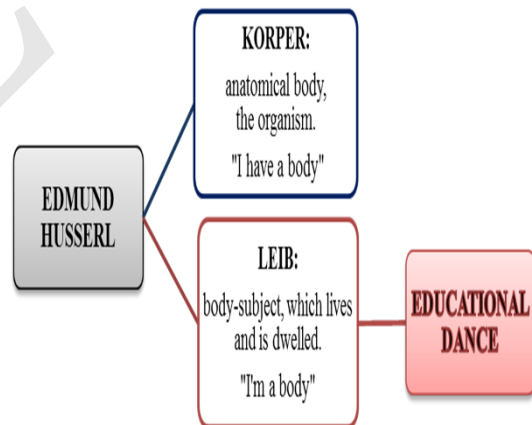 EDMUND
HUSSERL
KORPER:
anatomical body,
the organism.
"I have a body"
LEIB:
body-subject, which lives
and is dwelled.
"I'm a body"
EDUCATIONAL
DANCE